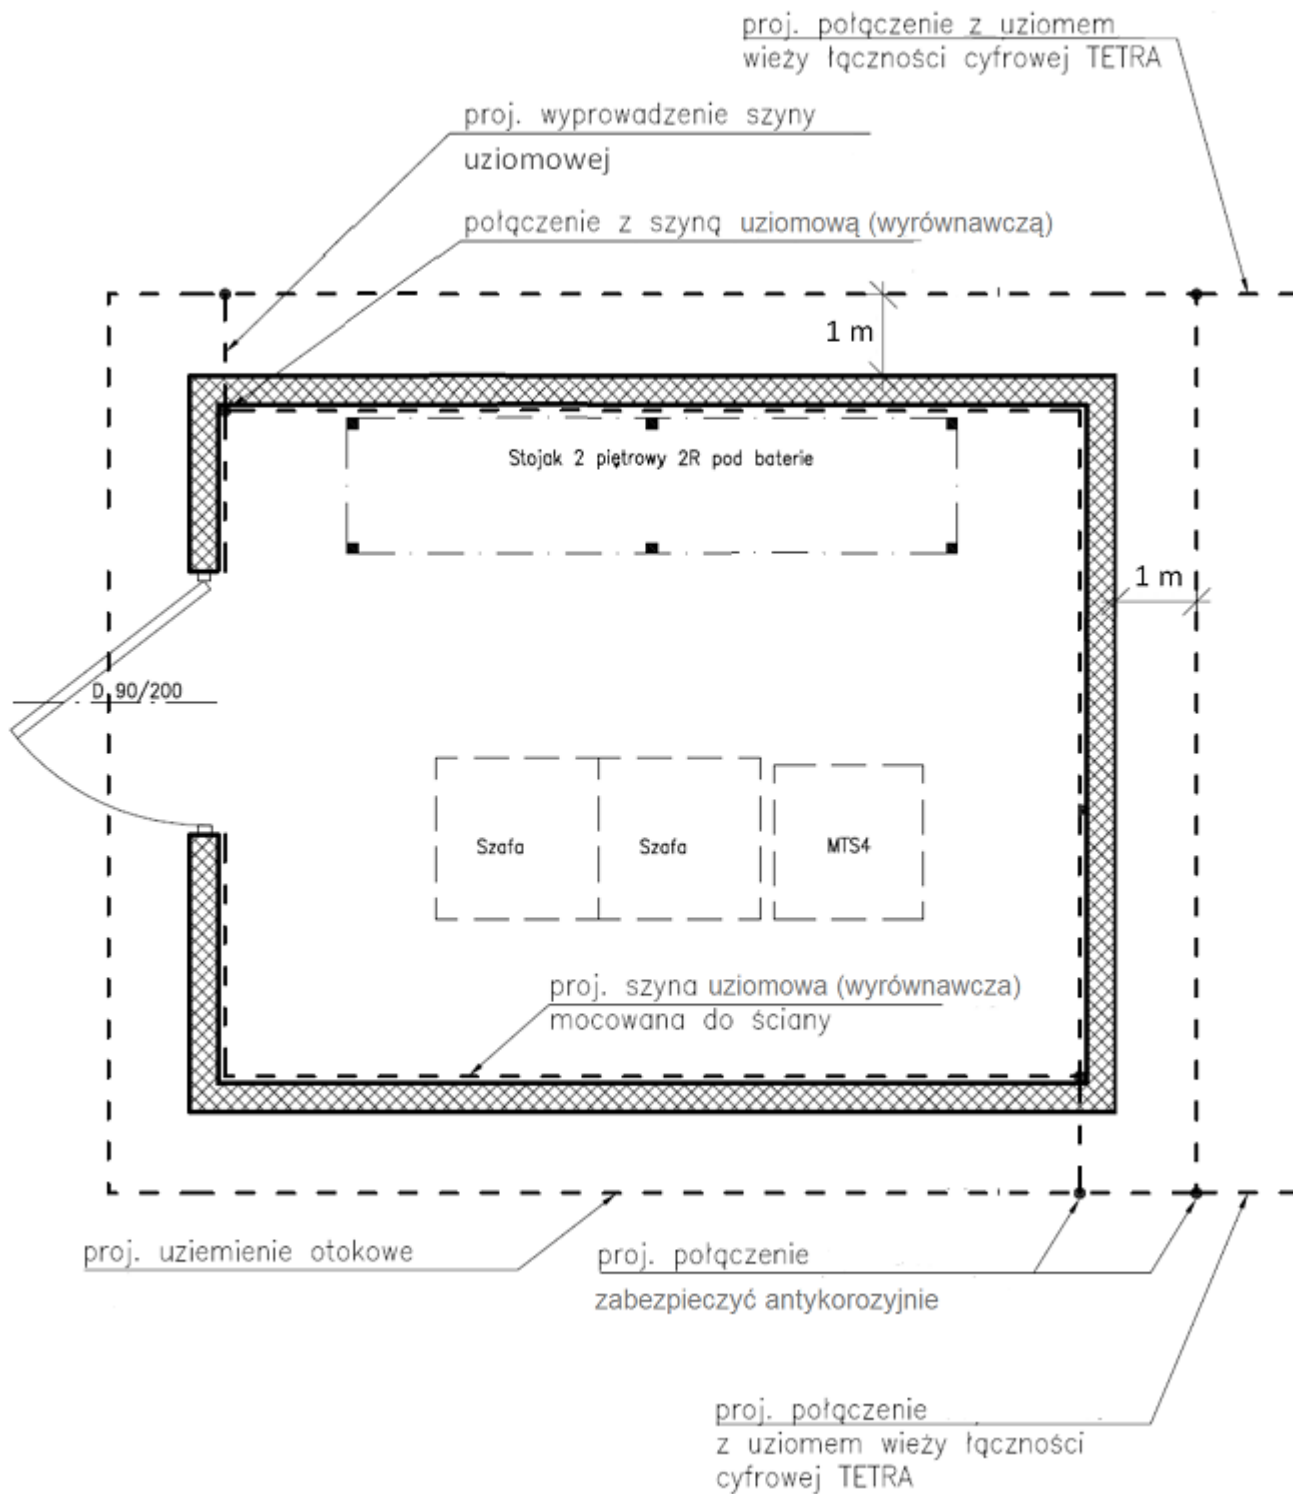 proj. połączenie z uziomem
wieży łączności cyfrowej TETRA
proj. wyprowadzenie szyny
uziomowej
połączenie z szyną uziomową (wyrównawczą)
1 m
Stojak 2 piętrowy 2R pod baterie
1 m
D 90/200
Szafa
Szafa
MTS4
proj. szyna uziomowa (wyrównawcza)
mocowana do ściany
proj. uziemienie otokowe
proj. połączenie
zabezpieczyć antykorozyjnie
proj. połączenie
z uziomem wieży łączności
cyfrowej TETRA